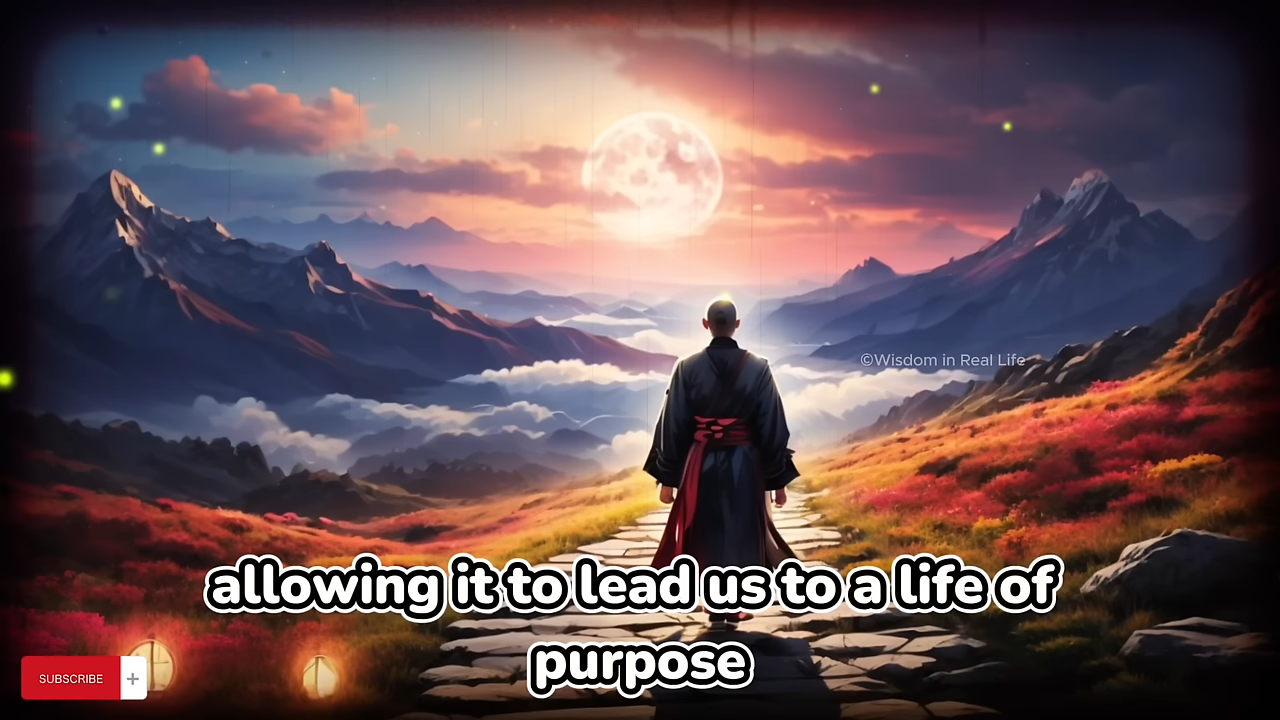 ©Wisdom in Real Life
allowing it to lead us to a life of
purpose
SUBSCRIBE +